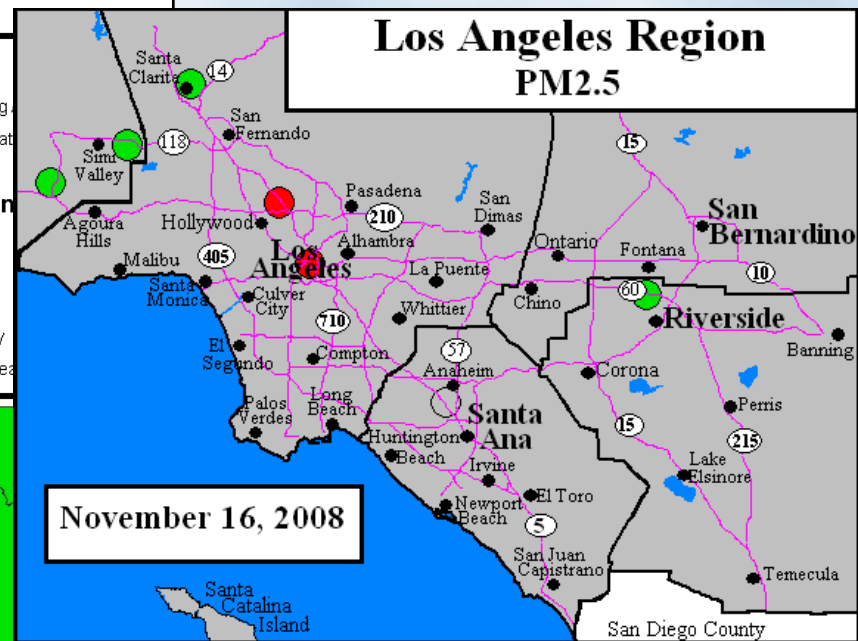 Los Angeles Region
PM2.5
Santa
Clarita
14
San
Fernando
118
Simi
Valley
15
Pasadena
210
San
Dimas
San
Bernardino
Agoura
Hills
Hollywood
405
Los
Angeles
Alhambra
Ontario
Fontana
Malibu
La Puente
10
Santa
Monica
Culver
City
Chino
60
710
Whittier
Riverside
El
Segundo
Compton
57
Banning
Anaheim
Corona
Palos
Verdes
Long
Beach
Santa
Ana
Perris
15
215
Huntington
Beach
Irvine
Lake
Elsinore
El Toro
Newport
Beach
5
November 16, 2008
San Juan
Capistrano
Temecula
Santa
Catalina
Island
San Diego County